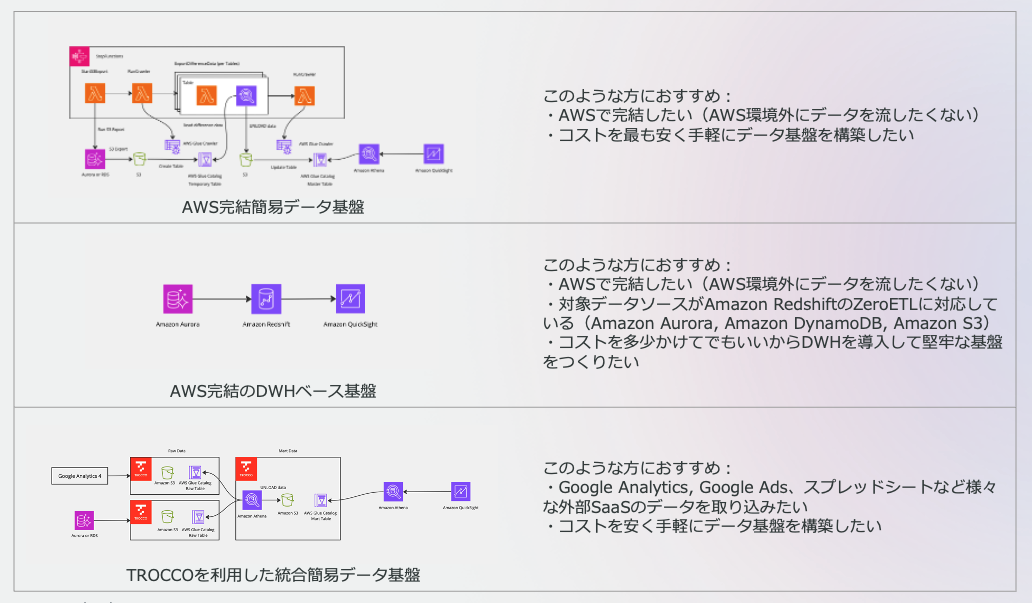 StepFunctions
StartS3Export
RunCrawler
ExportDifferenceData (per Tables)
RunCrawler
Table
Run S3 Export
S3 Export
AWS Glue Crawler
UNLOAD data
AWS Glue Crawler
Create Table
Update Table
Aurora or RDS
S3
AWS Glue Catalog
Temporary Table
S3
AWS Glue Catalog
Master Table
Amazon Athena
Amazon QuickSight
AWS完結簡易データ基盤
このような方におすすめ：
・AWSで完結したい（AWS環境外にデータを流したくない）
・コストを最も安く手軽にデータ基盤を構築したい
Amazon Aurora
Amazon Redshift
Amazon QuickSight
AWS完結のDWHベース基盤
このような方におすすめ：
・AWSで完結したい（AWS環境外にデータを流したくない）
・対象データソースがAmazon RedshiftのZeroETLに対応して
いる（Amazon Aurora, Amazon DynamoDB, Amazon S3）
・コストを多少かけてでもいいからDWHを導入して堅牢な基盤
をつくりたい
Raw Data
Mart Data
Google Analytics 4
TROCCO
Amazon S3
AWS Glue Catalog
Raw Table
TROCCO
UNLOAD data
Amazon Athena
Amazon S3
AWS Glue Catalog
Mart Table
Amazon Athena
Amazon QuickSight
Aurora or RDS
TROCCO
Amazon S3
AWS Glue Catalog
Raw Table
TROCCOを利用した統合簡易データ基盤
このような方におすすめ：
・Google Analytics, Google Ads、スプレッドシートなど様々
な外部SaaSのデータを取り込みたい
・コストを安く手軽にデータ基盤を構築したい